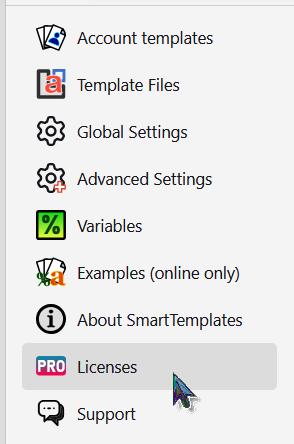 Account templates
a Template Files
Global Settings
Advanced Settings
% Variables
%a Examples (online only)
i About SmartTemplates
PRO Licenses
Support